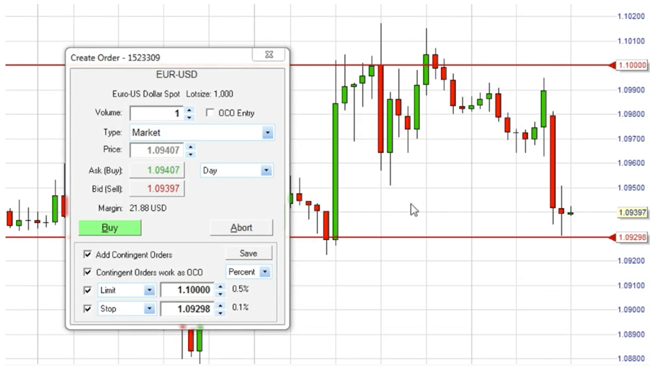 Create Order - 1523309
EUR-USD
Euro-US Dollar Spot Lotsize: 1,000
Volume: 1 OCO Entry
Type: Market
Price: 1.09407
Ask (Buy): 1.09407 Day
Bid (Sell): 1.09397
Margin: 21.88 USD
Buy Abort
Add Contingent Orders Save
Contingent Orders work as OCO Percent
Limit 1.10000 0.5%
Stop 1.09298 0.1%
1.10200
1.10100
1.10000
1.09900
1.09800
1.09700
1.09600
1.09500
1.09397
1.09298
1.09200
1.09100
1.09000
1.08900
1.08800